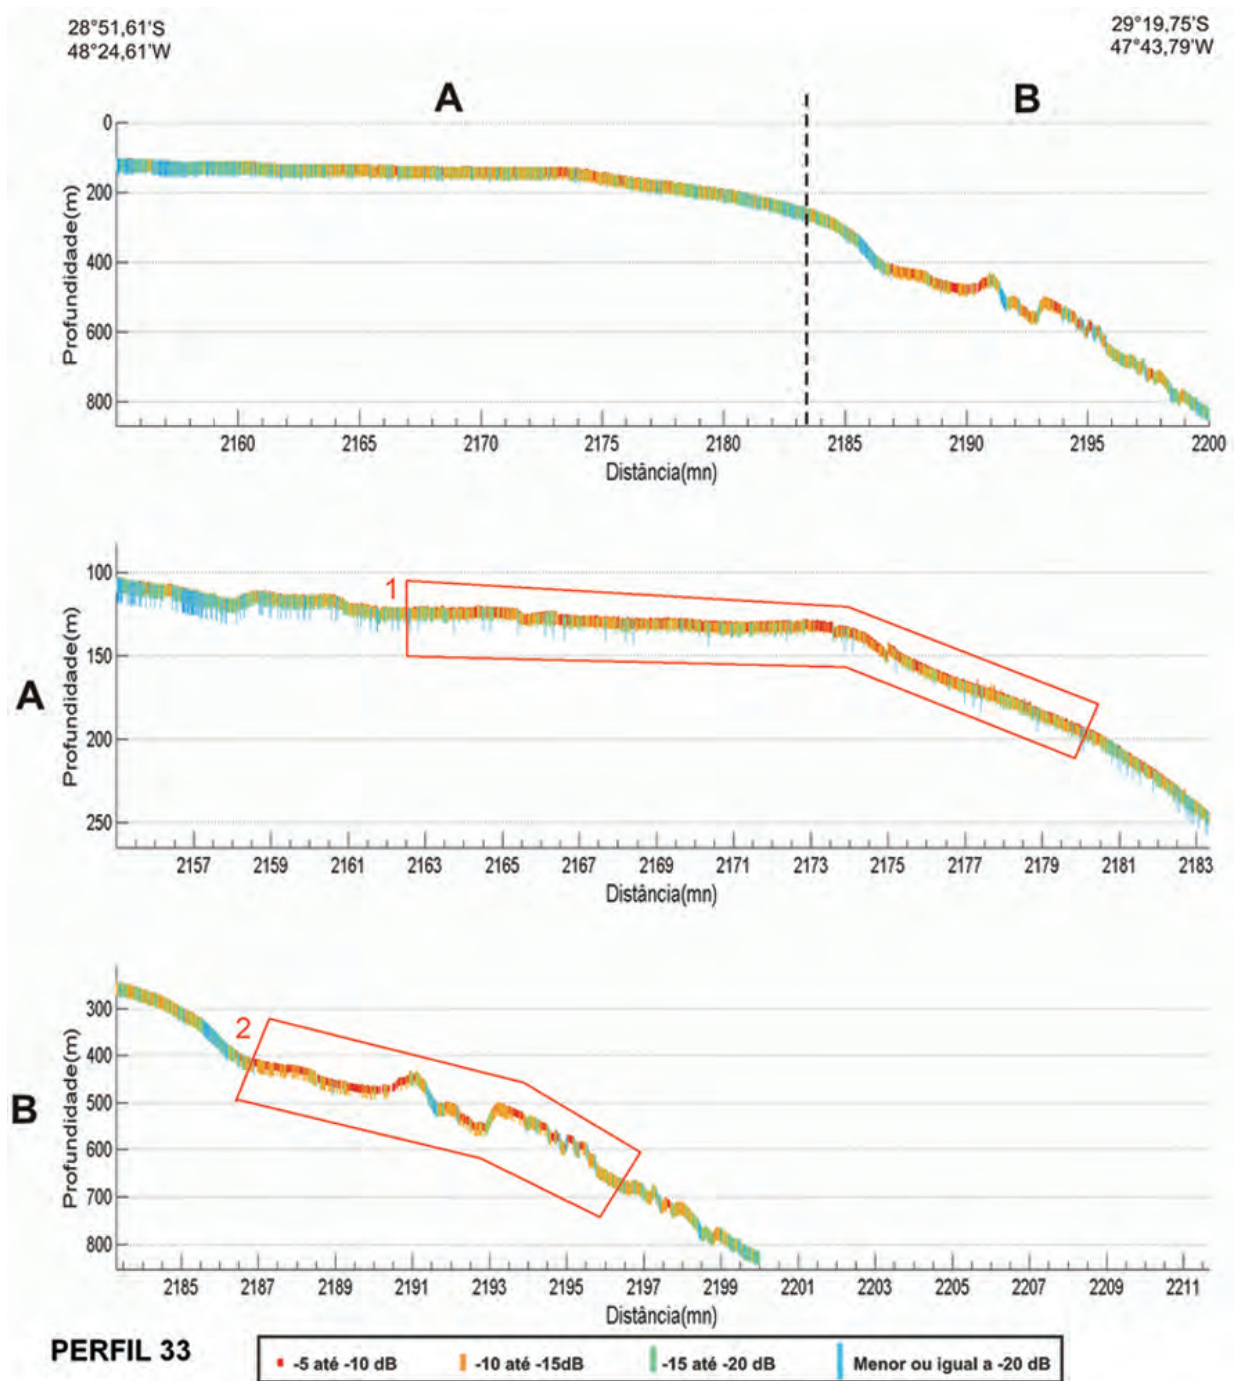 28°51,61'S
48°24,61'W
29°19,75'S
47°43,79'W
A
B
Profundidade(m)
0
200
400
600
800
2160 2165 2170 2175 2180 2185 2190 2195 2200
Distância(mn)
A
Profundidade(m)
100
150
200
250
1
2157 2159 2161 2163 2165 2167 2169 2171 2173 2175 2177 2179 2181 2183
Distância(mn)
B
Profundidade(m)
300
400
500
600
700
800
2
2185 2187 2189 2191 2193 2195 2197 2199 2201 2203 2205 2207 2209 2211
Distância(mn)
PERFIL 33
-5 até -10 dB -10 até -15dB -15 até -20 dB Menor ou igual a -20 dB